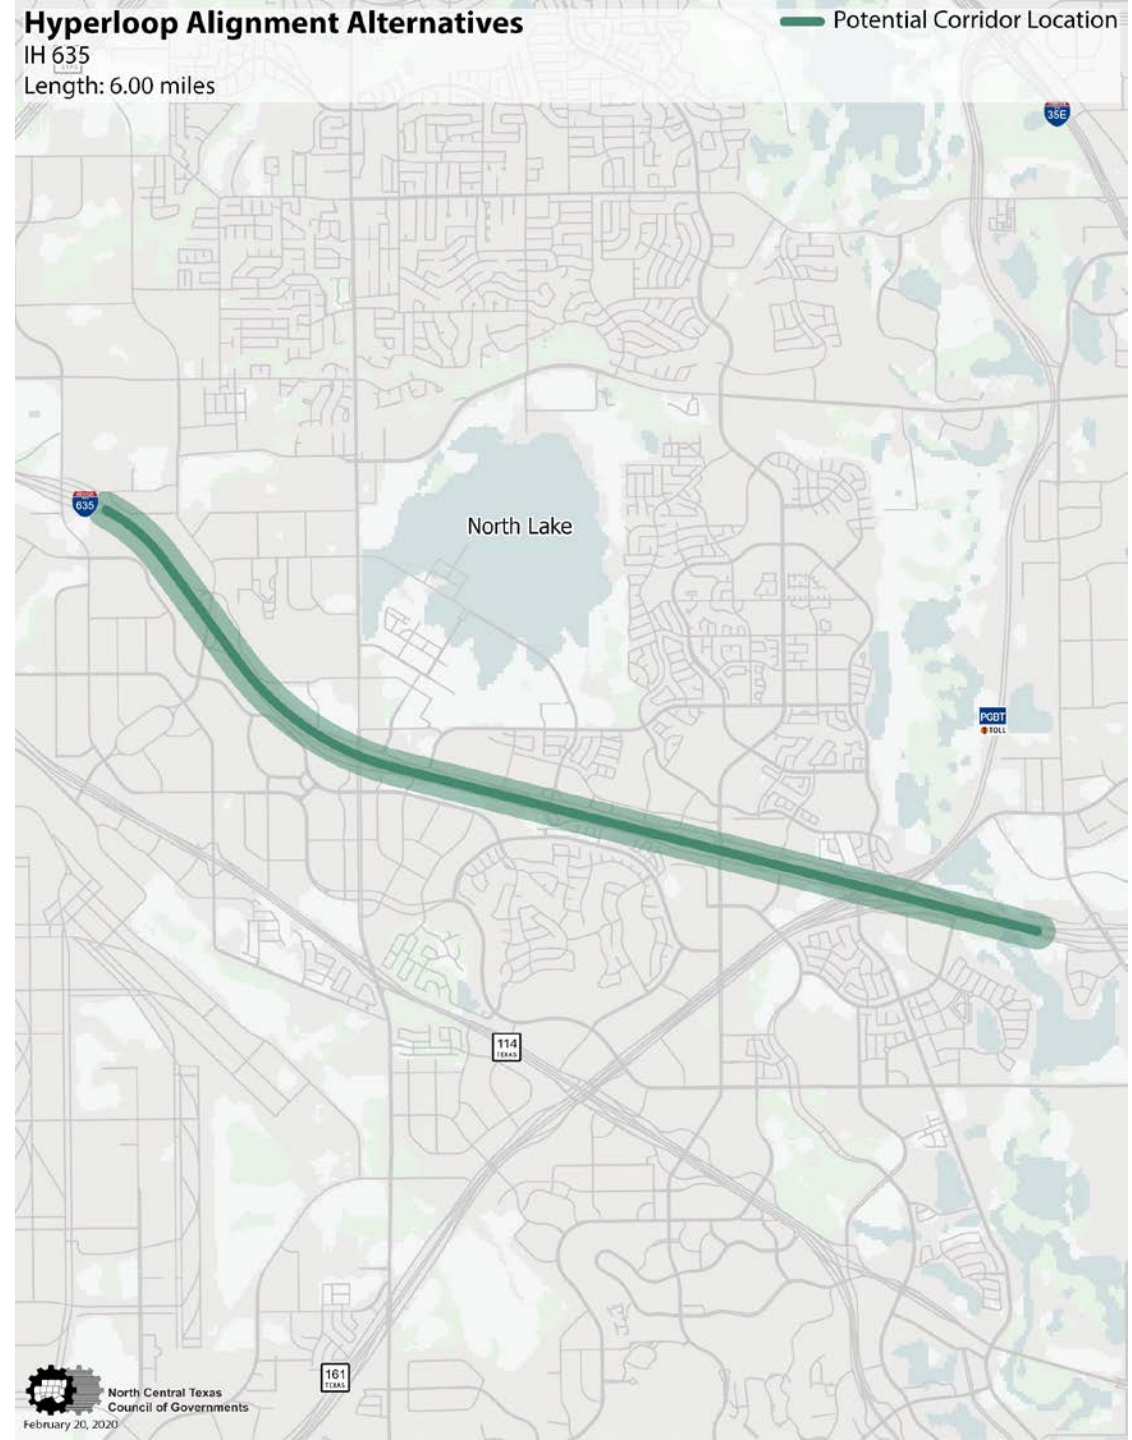 Hyperloop Alignment Alternatives
IH 635
Length: 6.00 miles
Potential Corridor Location
35E
635
North Lake
PGBT
TOLL
114
TEXAS
161
TEXAS
North Central Texas
Council of Governments
February 20, 2020